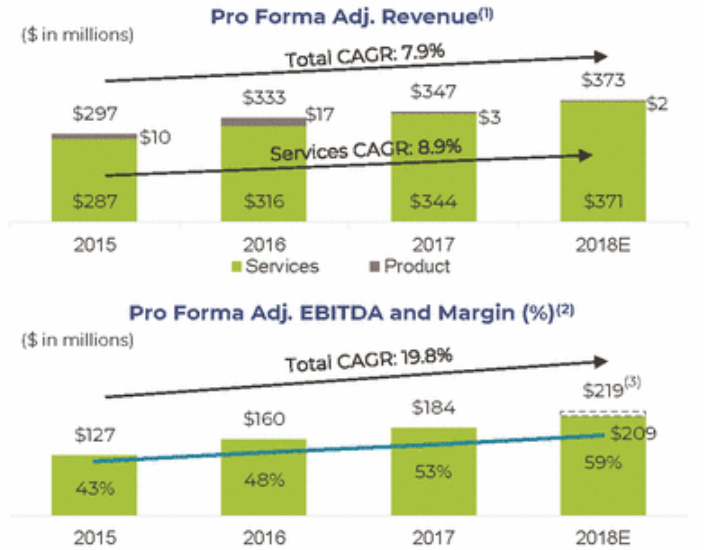 Pro Forma Adj. Revenue(1)
($ in millions)
Total CAGR: 7.9%
$297
$333
$347
$373
$10
$17
$3
$2
Services CAGR: 8.9%
$287
$316
$344
$371
2015
2016
2017
2018E
Services
Product
Pro Forma Adj. EBITDA and Margin (%)(2)
($ in millions)
Total CAGR: 19.8%
$127
$160
$184
$219(3)
$209
43%
48%
53%
59%
2015
2016
2017
2018E